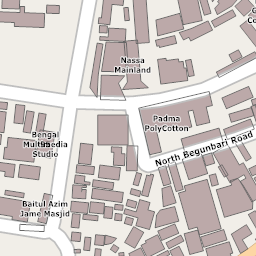 Nassa
Mainland
Padma
PolyCotton
North Begunbari Road
Bengal
Multimedia
Studio
Baitul Azim
Jame Masjid